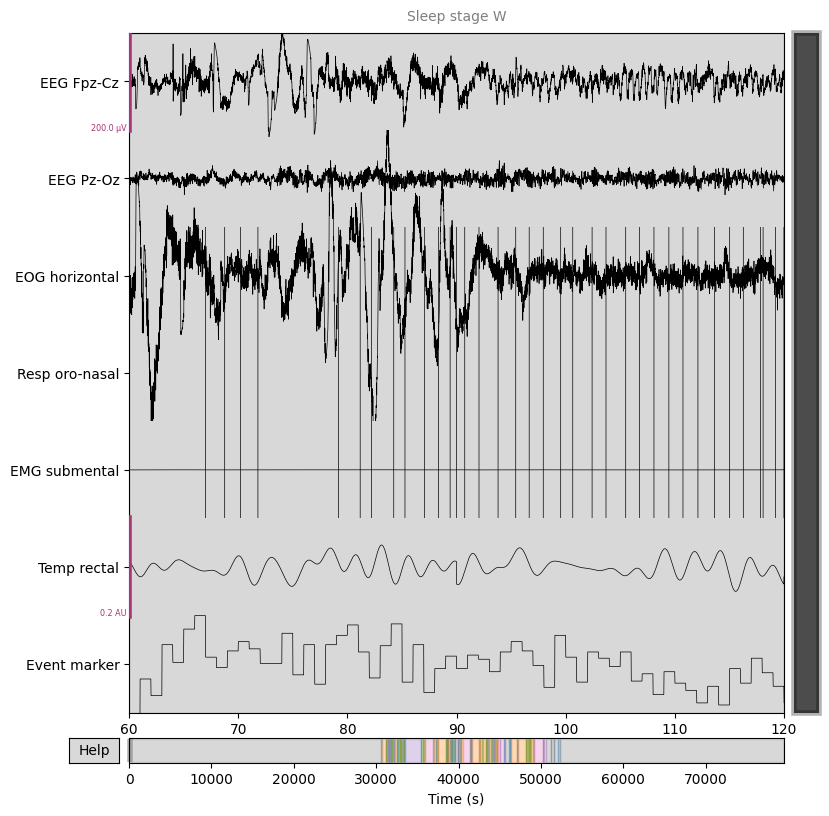 Sleep stage W
EEG Fpz-Cz
200.0 µV
EEG Pz-Oz
EOG horizontal
Resp oro-nasal
EMG submental
Temp rectal
0.2 AU
Event marker
60 70 80 90 100 110 120
Help
0 10000 20000 30000 40000 50000 60000 70000
Time (s)